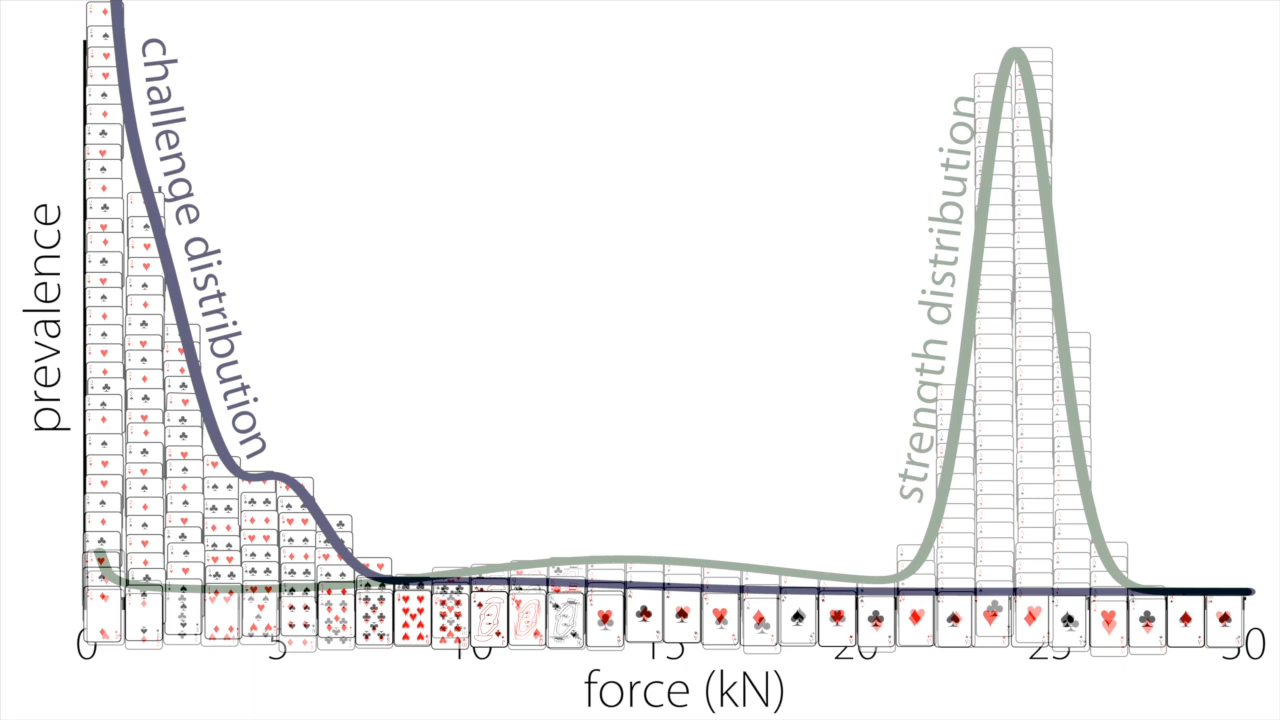 challenge distribution
strength distribution
prevalence
0 5 10 15 20 25 30
force (kN)